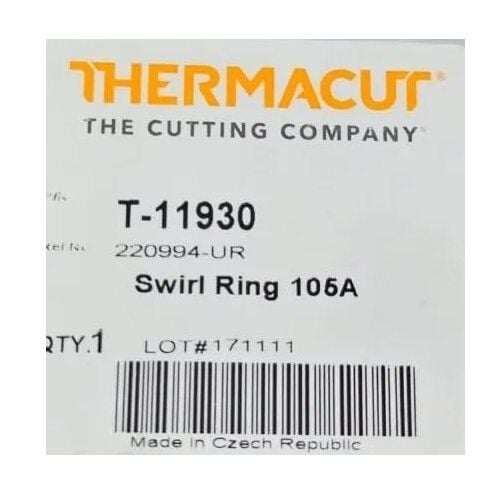 THERMACUT®
THE CUTTING COMPANY
T-11930
220994-UR
Swirl Ring 105A
QTY.1 LOT#171111
Made in Czech Republic